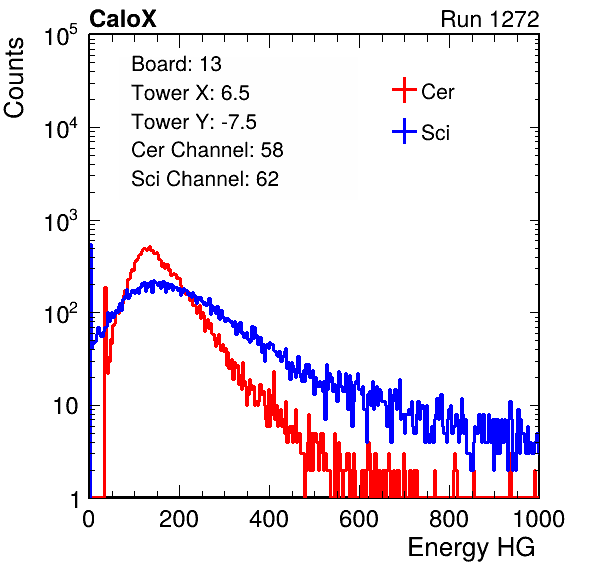 CaloX Run 1272
Counts
10^5
10^4
10^3
10^2
10
1
Board: 13
Tower X: 6.5
Tower Y: -7.5
Cer Channel: 58
Sci Channel: 62
Cer
Sci
0 200 400 600 800 1000
Energy HG